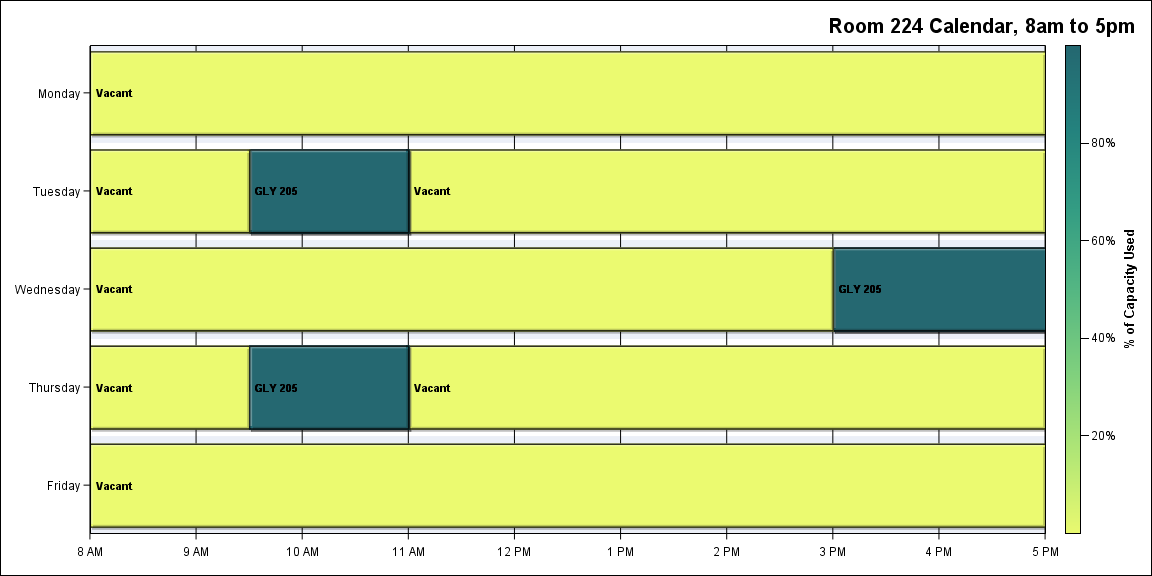 Room 224 Calendar, 8am to 5pm
Monday
Vacant
Tuesday
Vacant
GLY 205
Vacant
Wednesday
Vacant
GLY 205
Thursday
Vacant
GLY 205
Vacant
Friday
Vacant
8 AM
9 AM
10 AM
11 AM
12 PM
1 PM
2 PM
3 PM
4 PM
5 PM
80%
60%
40%
20%
% of Capacity Used